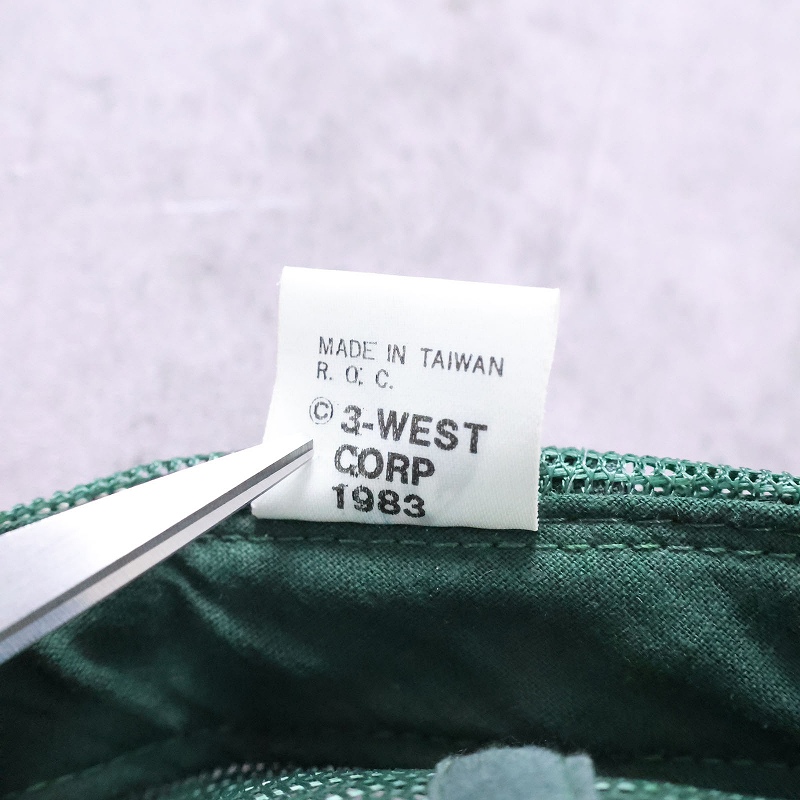 MADE IN TAIWAN
R. O. C.
© 3-WEST
CORP
1983